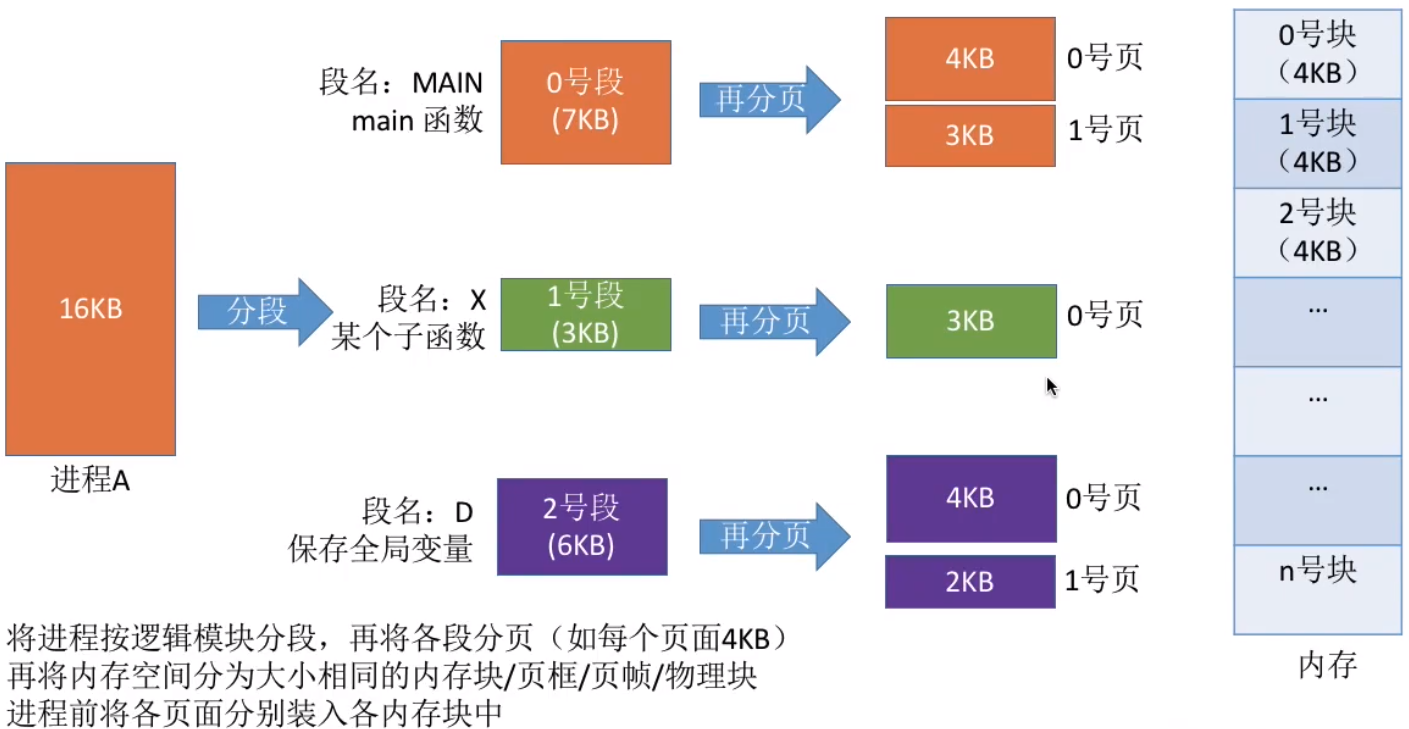 段名：MAIN
main 函数
0号段
(7KB)
再分页
4KB
0号页
3KB
1号页
16KB
进程A
分段
段名：X
某个子函数
1号段
(3KB)
再分页
3KB
0号页
段名：D
保存全局变量
2号段
(6KB)
再分页
4KB
0号页
2KB
1号页
0号块
（4KB）
1号块
（4KB）
2号块
（4KB）
...
...
...
n号块
内存
将进程按逻辑模块分段，再将各段分页（如每个页面4KB）
再将内存空间分为大小相同的内存块/页框/页帧/物理块
进程前将各页面分别装入各内存块中